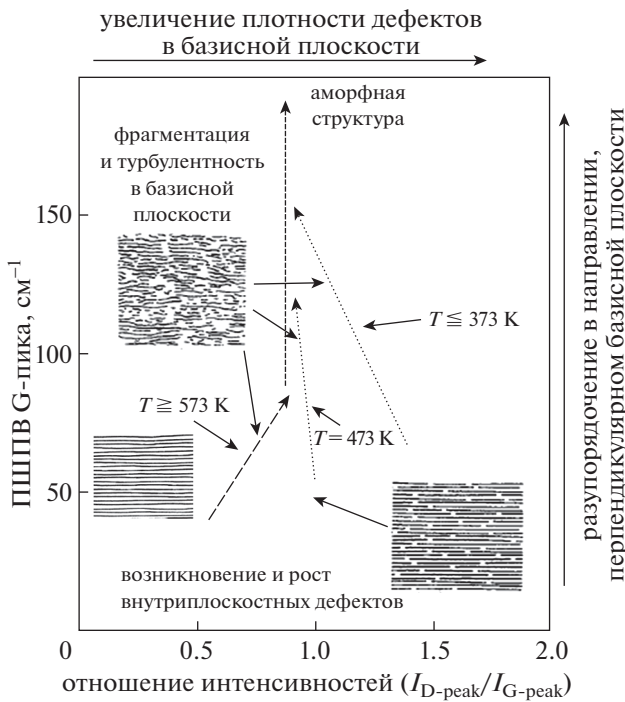 увеличение плотности дефектов
в базисной плоскости
аморфная
структура
фрагментация
и турбулентность
в базисной
плоскости
150
100
50
ПШПВ G-пика, см⁻¹
T ≦ 373 K
T ≧ 573 K
T = 473 K
возникновение и рост
внутриплоскостных дефектов
0
0.5
1.0
1.5
2.0
отношение интенсивностей (I_D-peak/I_G-peak)
разупорядочение в направлении,
перпендикулярном базисной плоскости